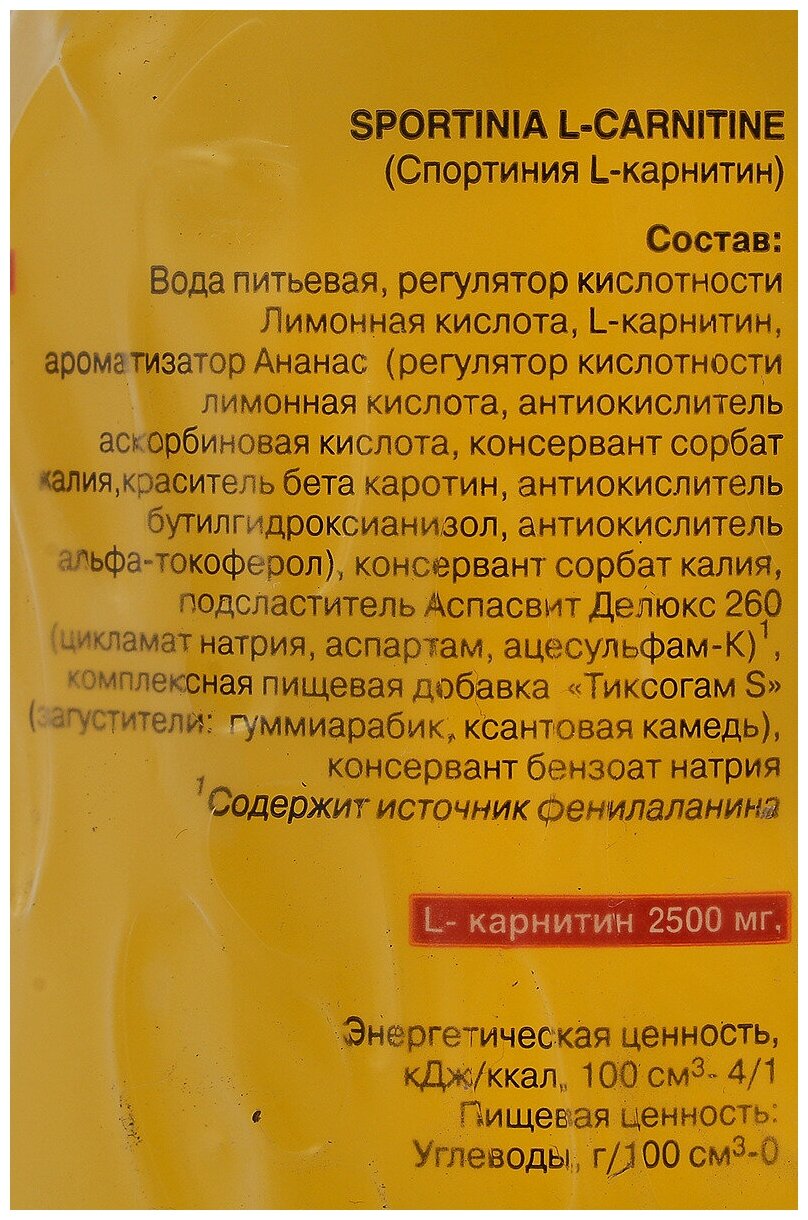 SPORTINIA L-CARNITINE
(Спортиния L-карнитин)
Состав:
Вода питьевая, регулятор кислотности
Лимонная кислота, L-карнитин,
ароматизатор Ананас (регулятор кислотности
лимонная кислота, антиокислитель
аскорбиновая кислота, консервант сорбат
калия,краситель бета каротин, антиокислитель
бутилгидроксианизол, антиокислитель
альфа-токоферол), консервант сорбат калия,
подсластитель Аспасвит Делюкс 260
(цикламат натрия, аспартам, ацесульфам-К)¹,
комплексная пищевая добавка «Тиксогам S»
(загустители: гуммиарабик, ксантовая камедь),
консервант бензоат натрия
¹Содержит источник фенилаланина
L- карнитин 2500 мг,
Энергетическая ценность,
кДж/ккал,, 100 см³- 4/1
Пищевая ценность:
Углеводы, г/100 см³-0